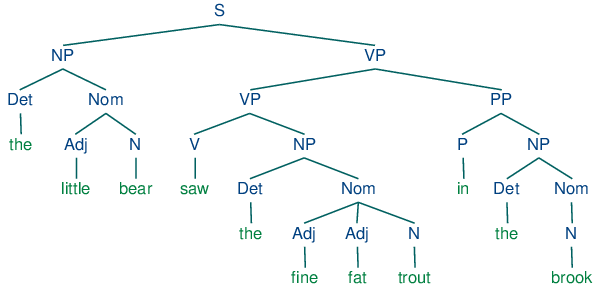 S
NP VP
Det Nom VP PP
the Adj N V NP P NP
little bear saw Det Nom in Det Nom
the Adj Adj N the N
fine fat trout brook